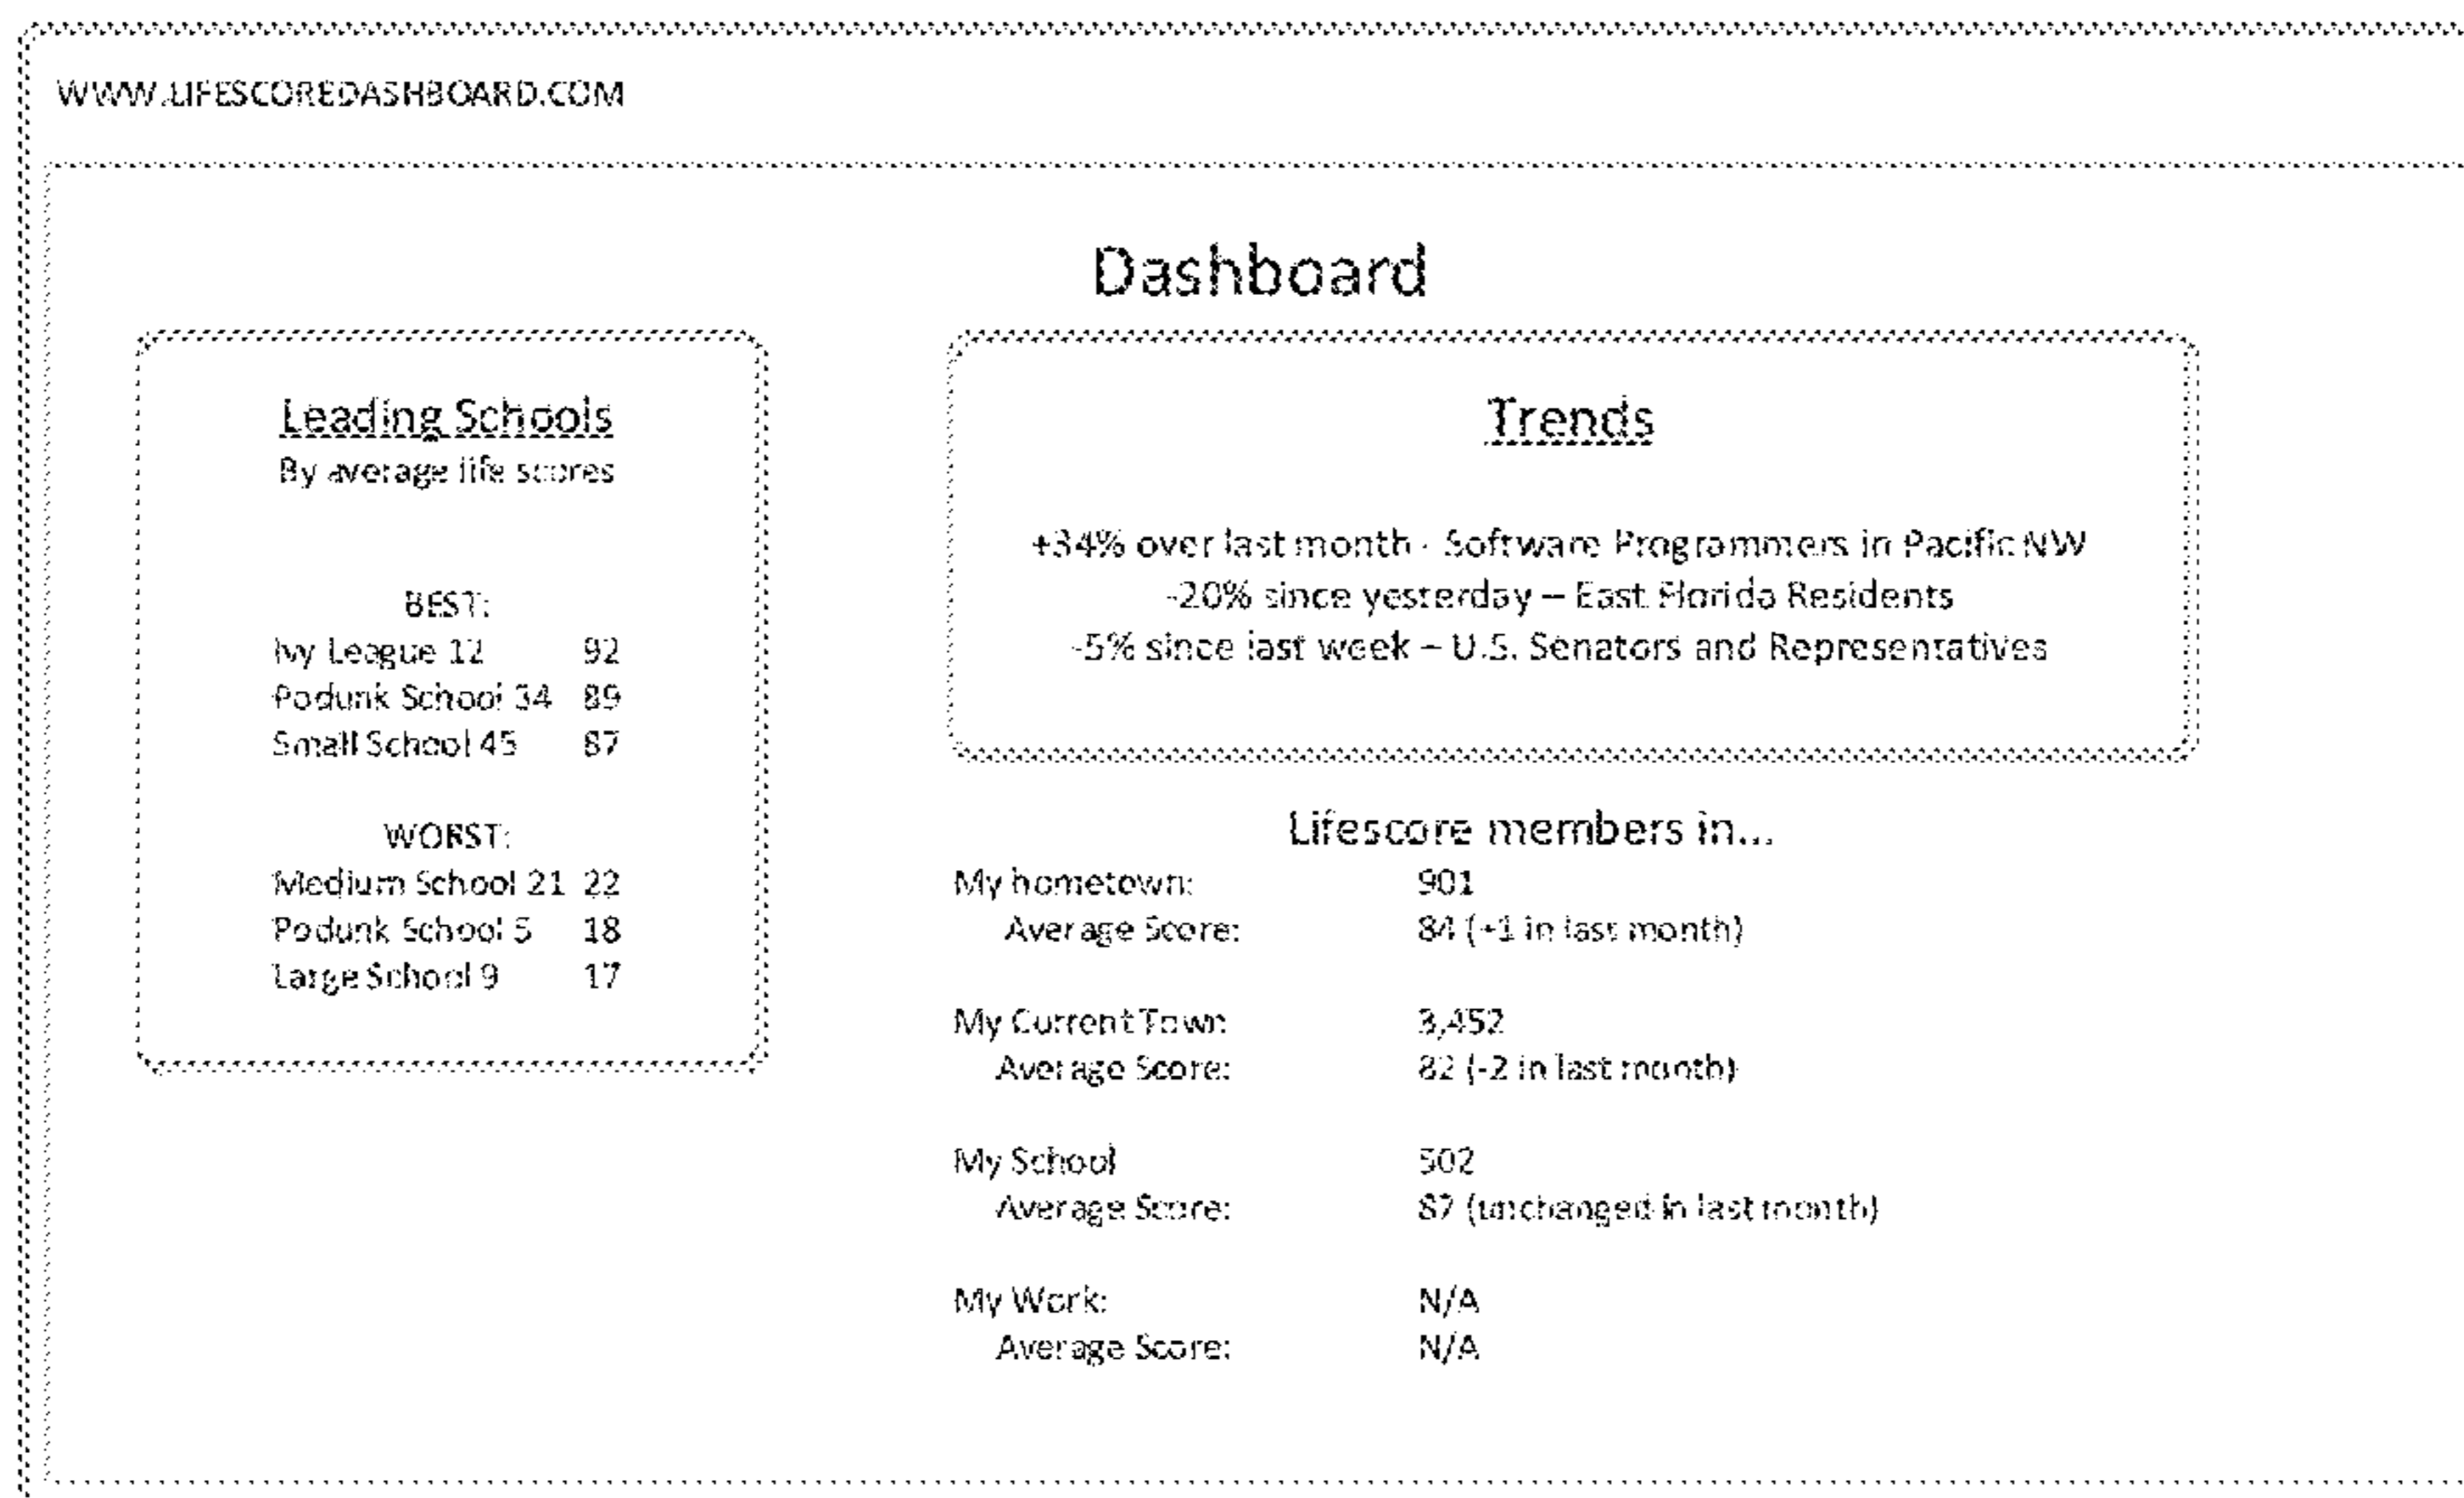 WWW.LIFESCOREDASHBOARD.COM
Dashboard
Leading Schools
By average life scores
BEST:
Ivy League 12 92
Podunk School 34 89
Small School 45 87
WORST:
Medium School 21 22
Podunk School 5 18
Large School 9 17
Trends
+34% over last month - Software Programmers in Pacific NW
-20% since yesterday – East Florida Residents
-5% since last week – U.S. Senators and Representatives
Lifescore members in...
My hometown: 901
Average Score: 84 (+1 in last month)
My Current Town: 3,452
Average Score: 82 (-2 in last month)
My School 502
Average Score: 87 (unchanged in last month)
My Work: N/A
Average Score: N/A